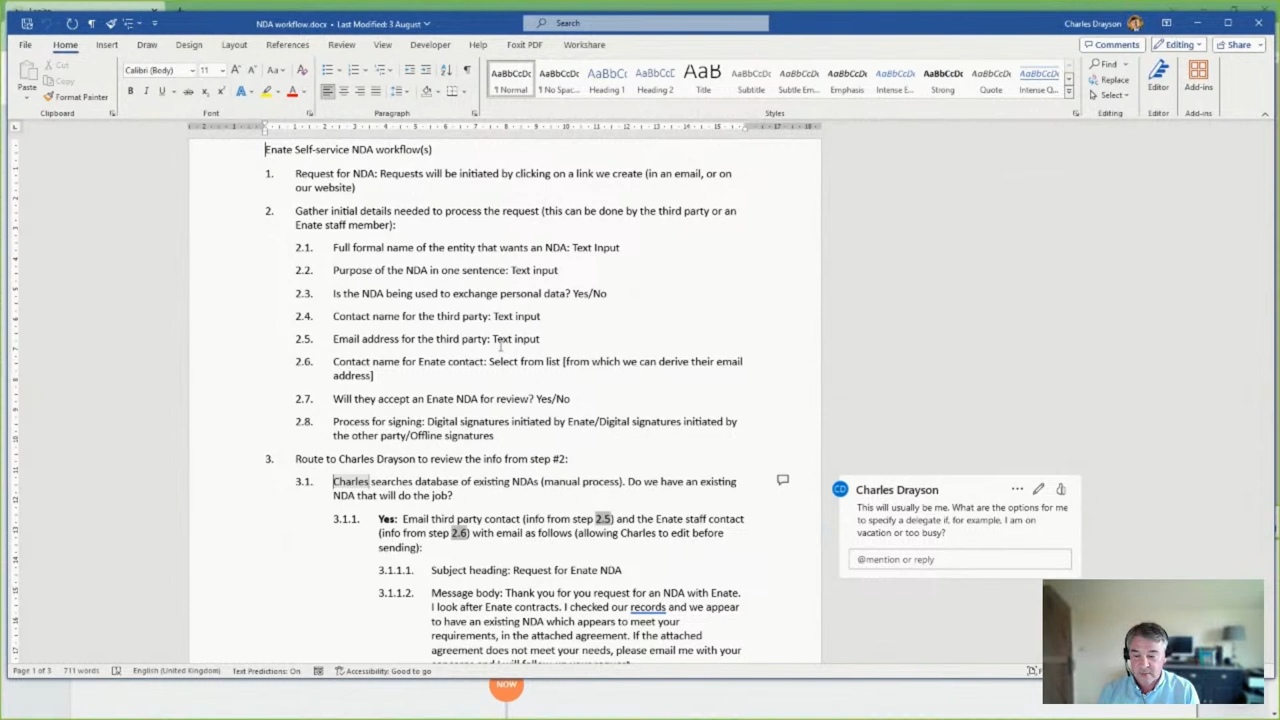 NDA workflow.docx • Last Modified: 3 August
Search
Charles Drayson
File Home Insert Draw Design Layout References Review View Developer Help Foxit PDF Workshare
Comments Editing Share
Paste
Cut
Copy
Format Painter
Calibri (Body) 11
AaBbCcDc AaBbCcDc AaBbCc AaBbCcD AaB AaBbCcD AaBbCcDc AaBbCcDc AaBbCcDc AaBbCcDc AaBbCcDc AaBbCcDc
¶ Normal ¶ No Spac... Heading 1 Heading 2 Title Subtitle Subtle Em... Emphasis Intense E... Strong Quote Intense Q...
Find
Replace
Select
Editor
Add-ins
Clipboard Font Paragraph Styles Editing Editor Add-ins
Enate Self-service NDA workflow(s)
1. Request for NDA: Requests will be initiated by clicking on a link we create (in an email, or on
our website)
2. Gather initial details needed to process the request (this can be done by the third party or an
Enate staff member):
2.1. Full formal name of the entity that wants an NDA: Text Input
2.2. Purpose of the NDA in one sentence: Text input
2.3. Is the NDA being used to exchange personal data? Yes/No
2.4. Contact name for the third party: Text input
2.5. Email address for the third party: Text input
2.6. Contact name for Enate contact: Select from list [from which we can derive their email
address]
2.7. Will they accept an Enate NDA for review? Yes/No
2.8. Process for signing: Digital signatures initiated by Enate/Digital signatures initiated by
the other party/Offline signatures
3. Route to Charles Drayson to review the info from step #2:
3.1. Charles searches database of existing NDAs (manual process). Do we have an existing
NDA that will do the job?
3.1.1. Yes: Email third party contact (info from step 2.5) and the Enate staff contact
(info from step 2.6) with email as follows (allowing Charles to edit before
sending):
3.1.1.1. Subject heading: Request for Enate NDA
3.1.1.2. Message body: Thank you for you request for an NDA with Enate.
I look after Enate contracts. I checked our records and we appear
to have an existing NDA which appears to meet your
requirements, in the attached agreement. If the attached
agreement does not meet your needs, please email me with your
CD Charles Drayson
This will usually be me. What are the options for me
to specify a delegate if, for example, I am on
vacation or too busy?
@mention or reply
Page 1 of 3 711 words English (United Kingdom) Text Predictions: On Accessibility: Good to go
NOW